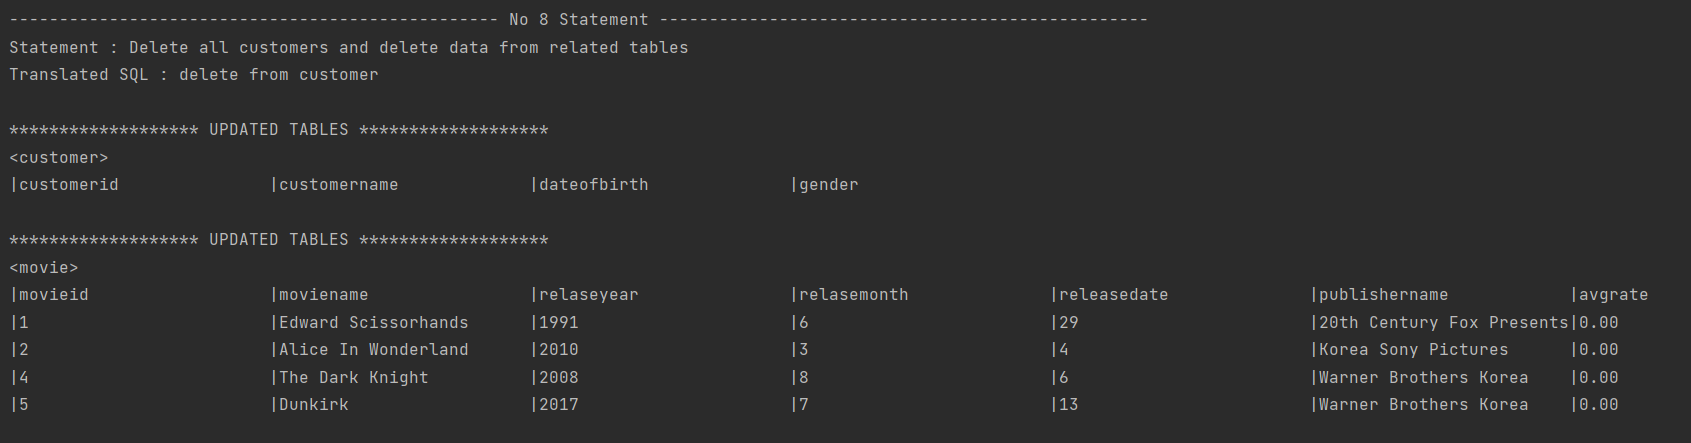 ------------------------------------------------- No 8 Statement -------------------------------------------------
Statement : Delete all customers and delete data from related tables
Translated SQL : delete from customer
******************* UPDATED TABLES *******************
<customer>
|customerid               |customername             |dateofbirth              |gender
******************* UPDATED TABLES *******************
<movie>
|movieid                  |moviename                |relaseyear               |relasemonth              |releasedate              |publishername            |avgrate
|1                        |Edward Scissorhands      |1991                     |6                        |29                       |20th Century Fox Presents|0.00
|2                        |Alice In Wonderland      |2010                     |3                        |4                        |Korea Sony Pictures      |0.00
|4                        |The Dark Knight          |2008                     |8                        |6                        |Warner Brothers Korea    |0.00
|5                        |Dunkirk                  |2017                     |7                        |13                       |Warner Brothers Korea    |0.00